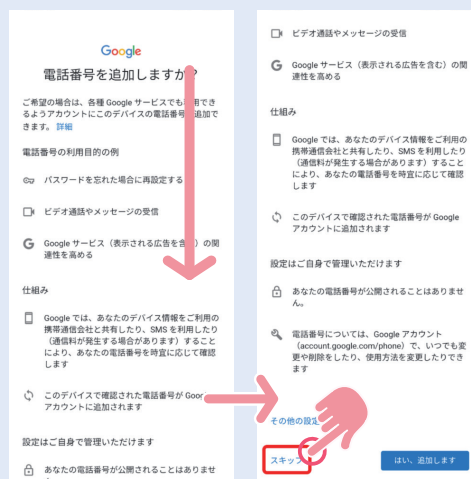 Google
電話番号を追加しますか?
ご希望の場合は、各種 Google サービスでも 用でき
るようアカウントにこのデバイスの電話番号 追加で
きます。 詳細
電話番号の利用目的の例
パスワードを忘れた場合に再設定する
ビデオ通話やメッセージの受信
Google サービス（表示される広告を含 ）の関
連性を高める
仕組み
Google では、あなたのデバイス情報をご利用の
携帯通信会社と共有したり、SMS を利用したり
（通信料が発生する場合があります）すること
により、あなたの電話番号を時宜に応じて確認
します
このデバイスで確認された電話番号が Goo
アカウントに追加されます
設定はご自身で管理いただけます
あなたの電話番号が公開されることはありませ
ビデオ通話やメッセージの受信
Google サービス（表示される広告を含む）の関
連性を高める
仕組み
Google では、あなたのデバイス情報をご利用の
携帯通信会社と共有したり、SMS を利用したり
（通信料が発生する場合があります）すること
により、あなたの電話番号を時宜に応じて確認
します
このデバイスで確認された電話番号が Google
アカウントに追加されます
設定はご自身で管理いただけます
あなたの電話番号が公開されることはありませ
ん。
電話番号については、Google アカウント
（account.google.com/phone）で、いつでも変
更や削除をしたり、使用方法を変更したりでき
ます
その他の設定
スキップ
はい、追加します